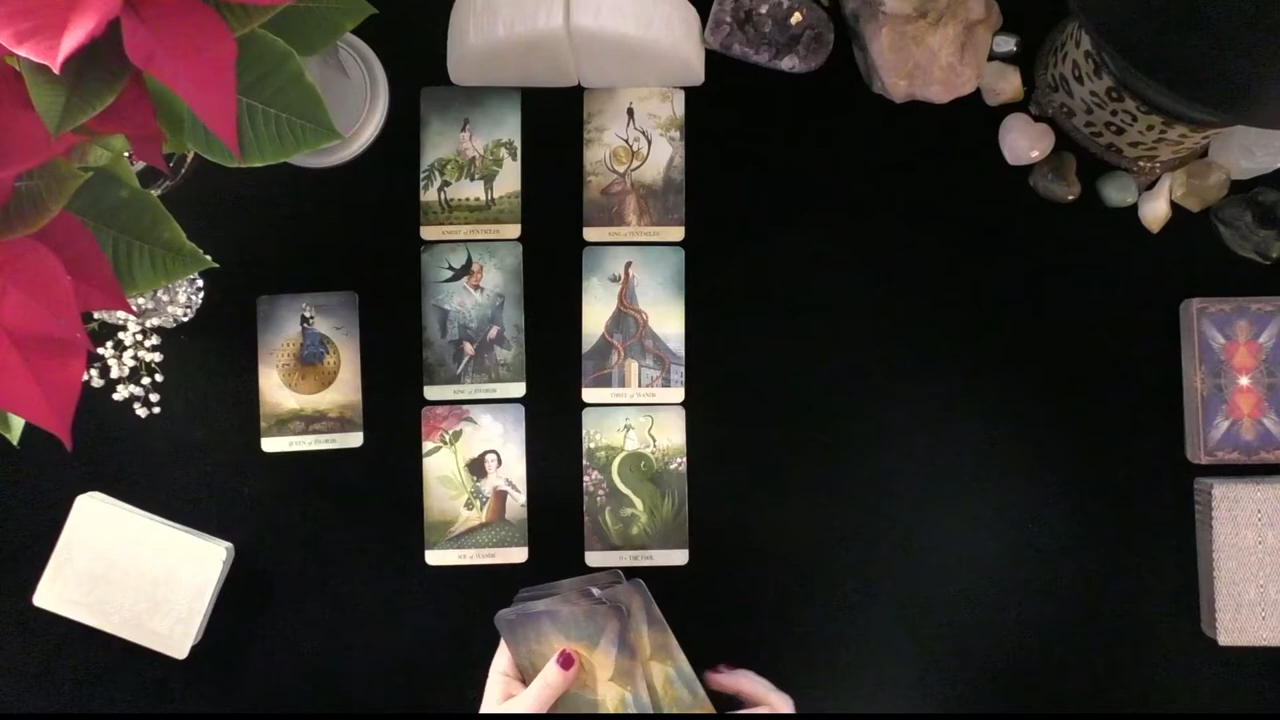 KNIGHT of PENTACLES
KING of PENTACLES
KING of SWORDS
THREE of WANDS
QUEEN of SWORDS
ACE of WANDS
0 • THE FOOL